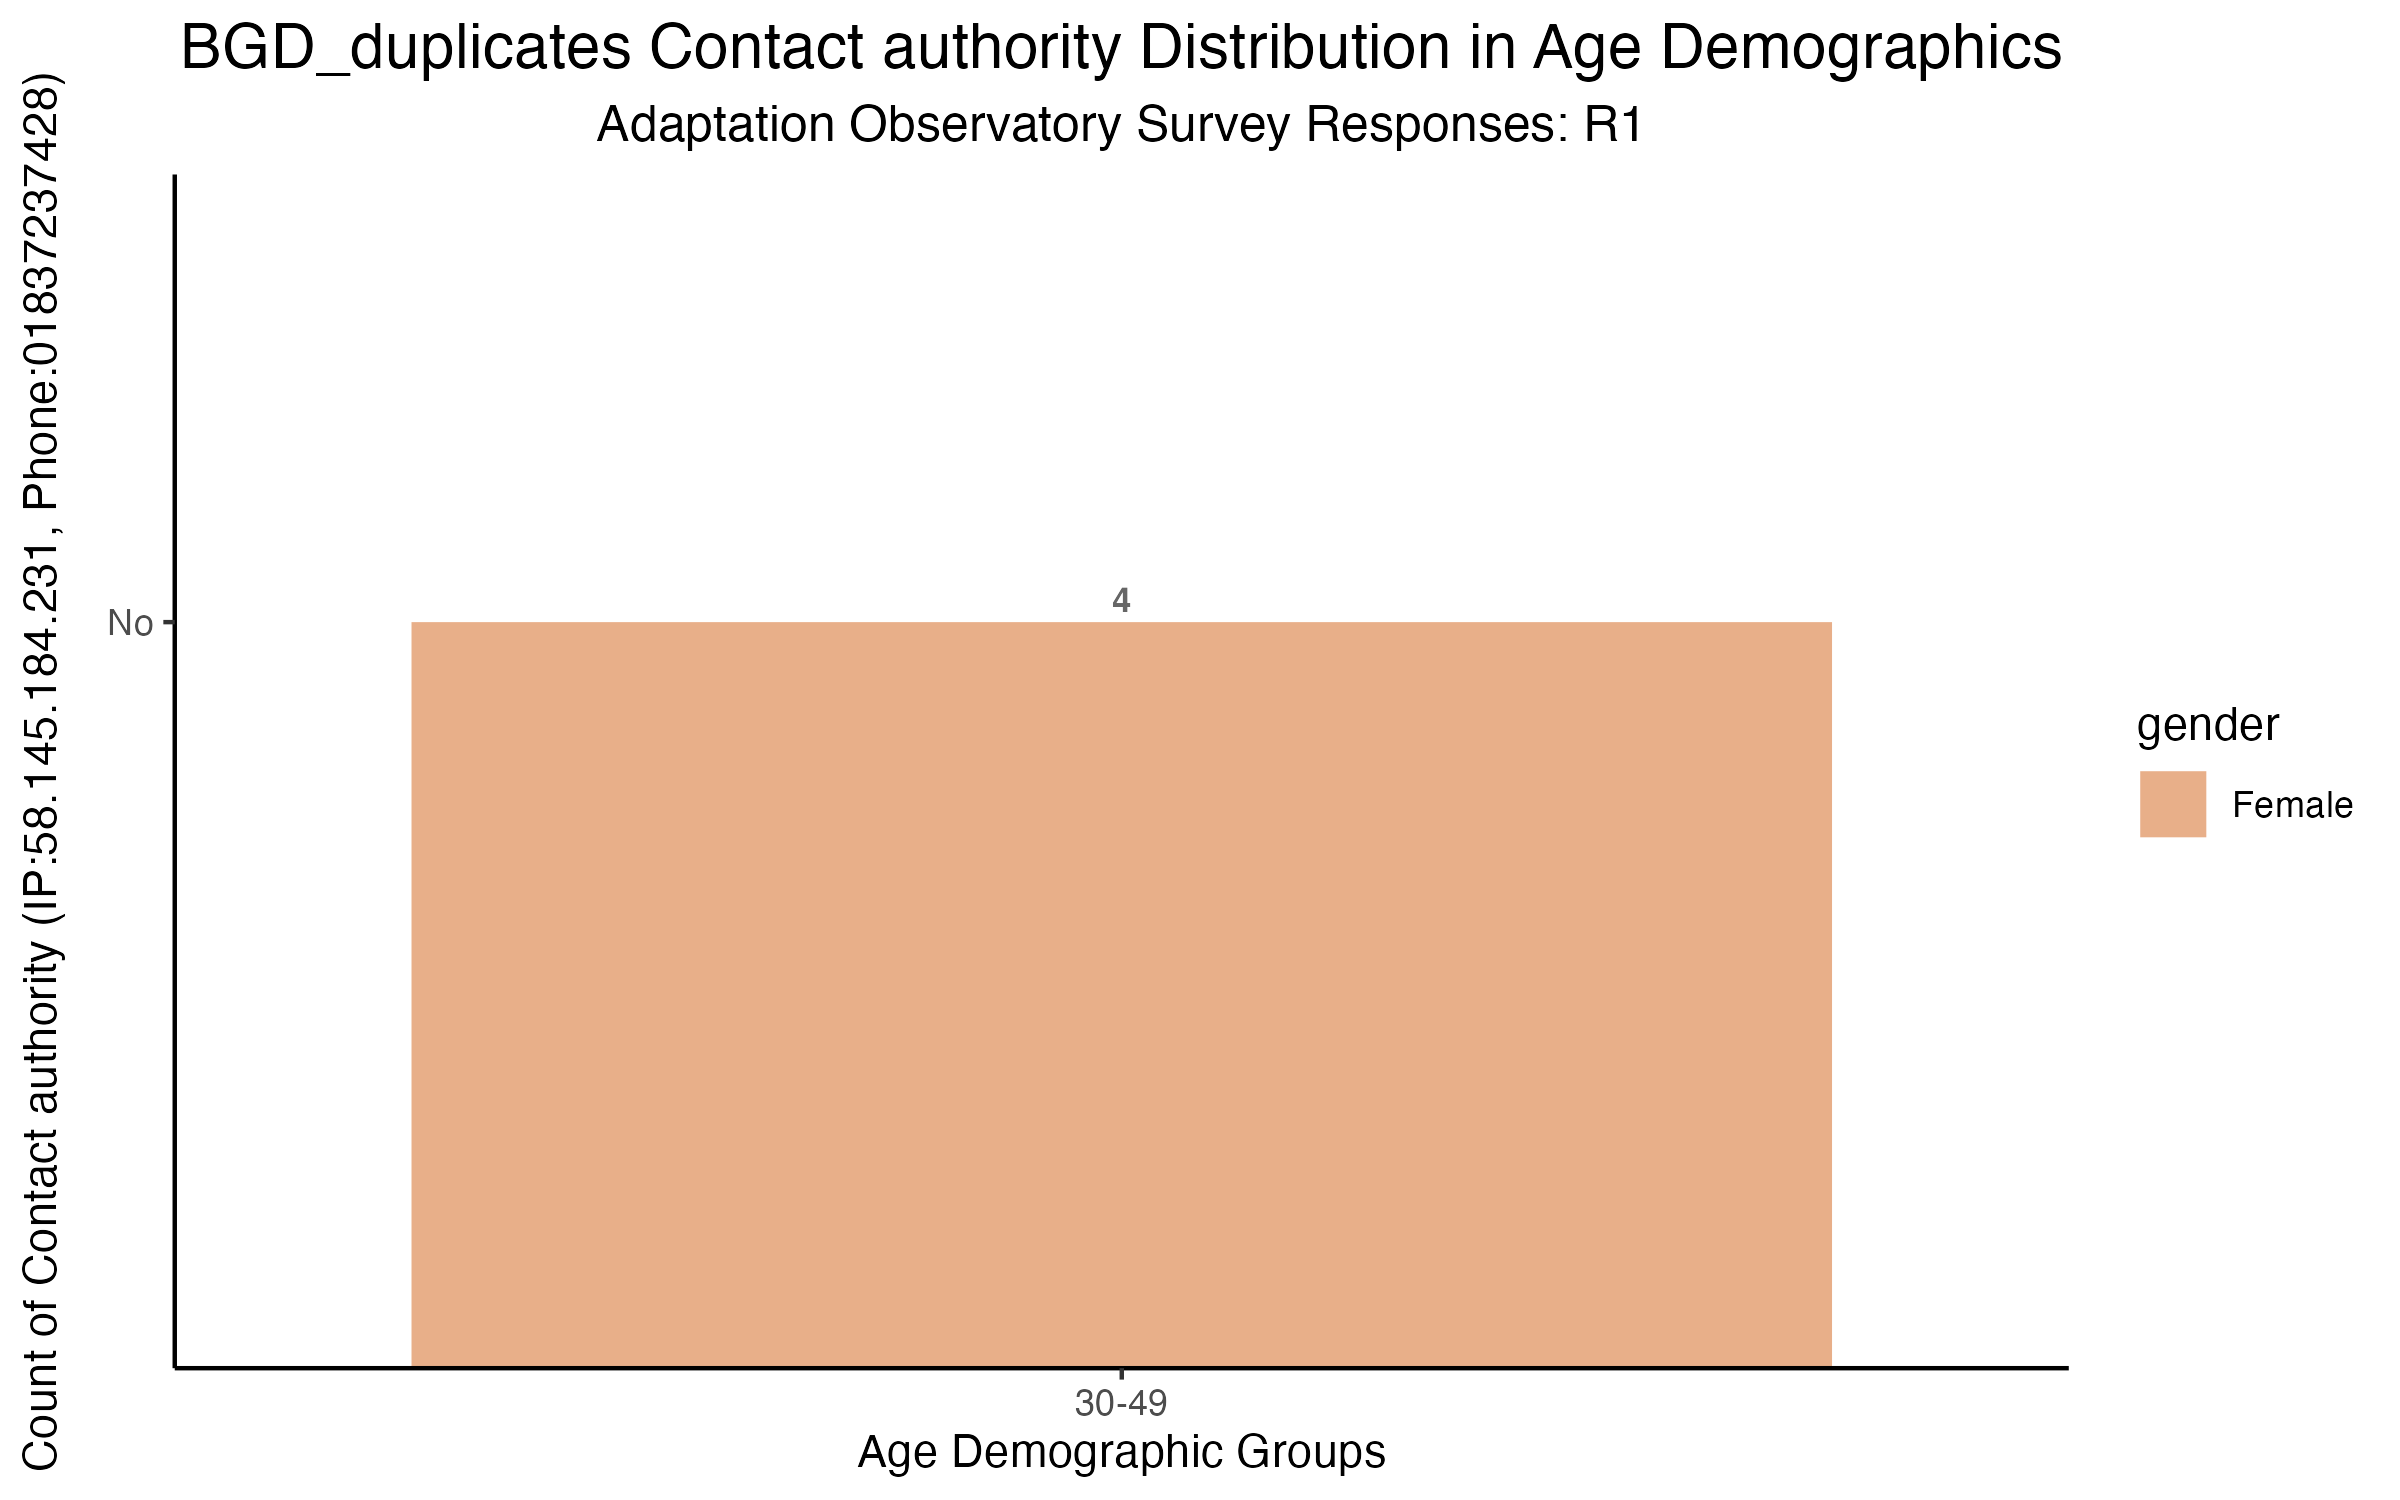 BGD_duplicates Contact authority Distribution in Age Demographics
Adaptation Observatory Survey Responses: R1
Count of Contact authority (IP:58.145.184.231, Phone:01837237428)
No
4
gender
Female
30-49
Age Demographic Groups